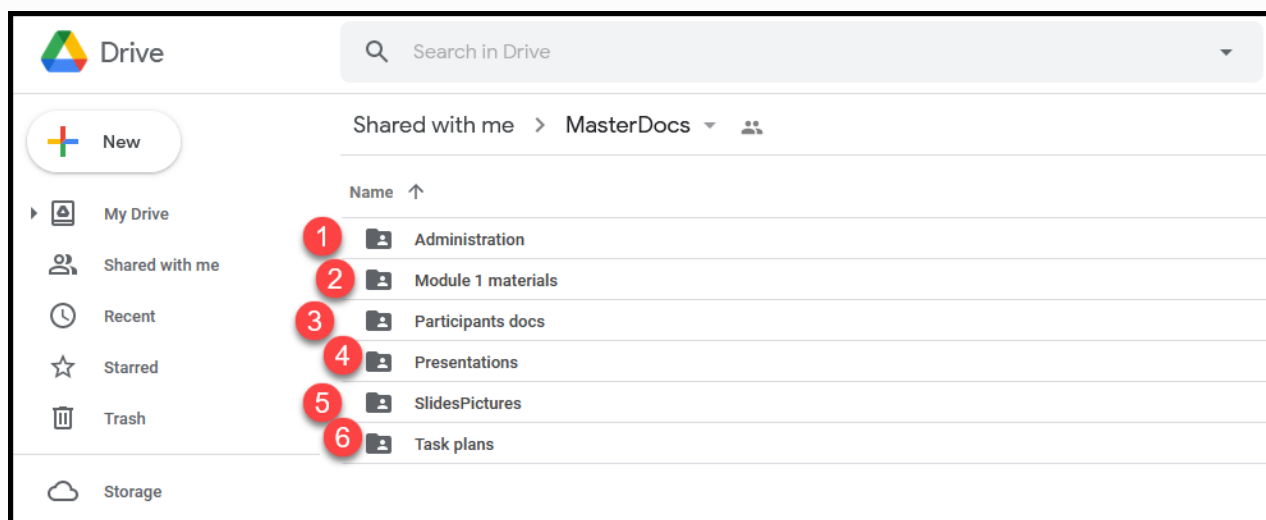 Drive
Search in Drive
New
Shared with me > MasterDocs
Name
My Drive
Shared with me
Recent
Starred
Trash
Storage
1 Administration
2 Module 1 materials
3 Participants docs
4 Presentations
5 SlidesPictures
6 Task plans